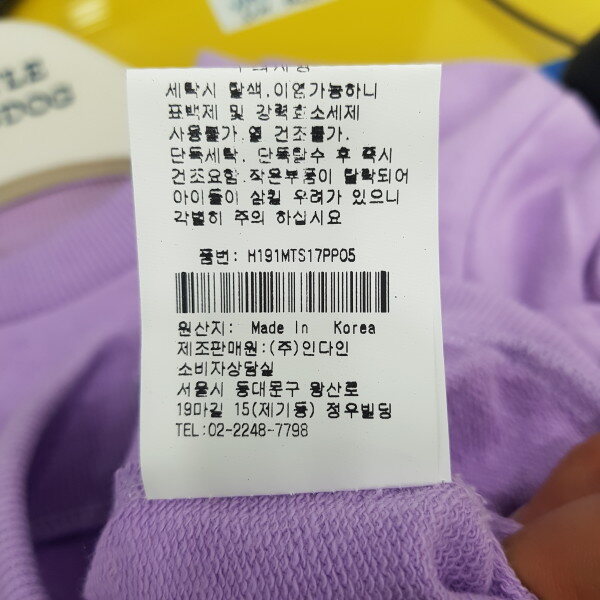 TLE
DOG
세탁시 탈색.이염가능하니
표백제 및 강력효소세제
사용불가.열 건조불가.
단독세탁. 단독탈수 후 즉시
건조요함.작은부품이 탈락되어
아이들이 삼킬 우려가 있으니
각별히 주의 하십시요
품번: H191MTS17PP05
원산지: Made In Korea
제조판매원:(주)인다인
소비자상담실
서울시 동대문구 왕산로
19마길 15(제기동) 정우빌딩
TEL:02-2248-7798